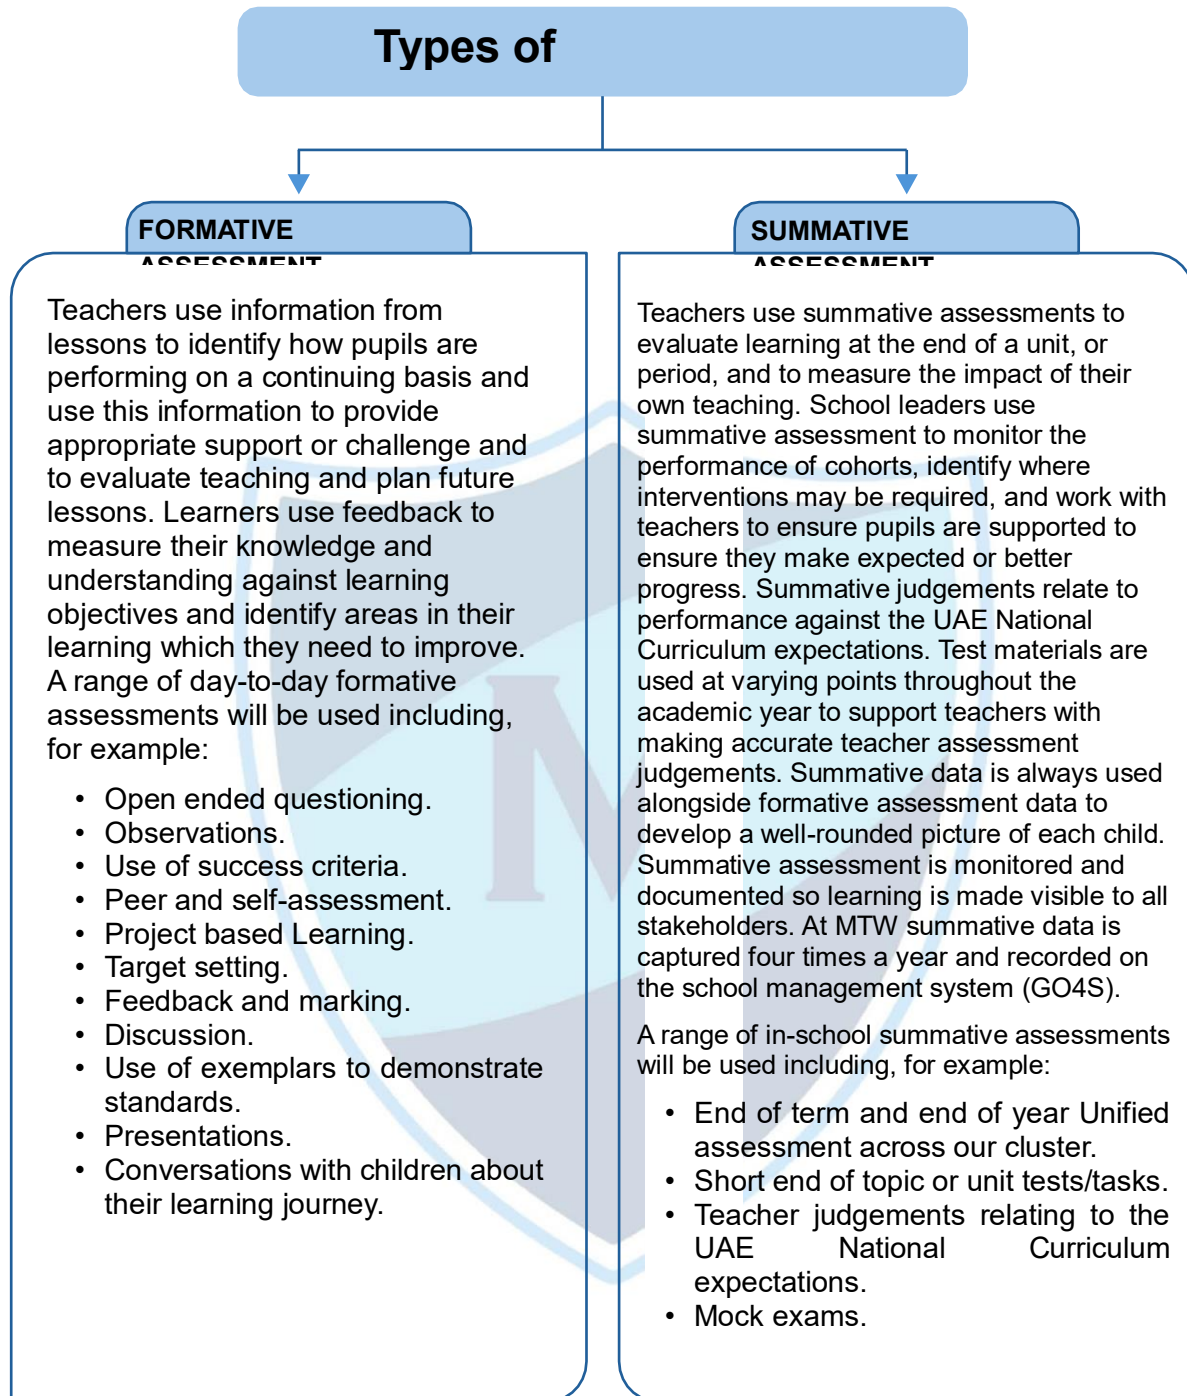 Types of
FORMATIVE
ASSESSMENT
Teachers use information from
lessons to identify how pupils are
performing on a continuing basis and
use this information to provide
appropriate support or challenge and
to evaluate teaching and plan future
lessons. Learners use feedback to
measure their knowledge and
understanding against learning
objectives and identify areas in their
learning which they need to improve.
A range of day-to-day formative
assessments will be used including,
for example:
• Open ended questioning.
• Observations.
• Use of success criteria.
• Peer and self-assessment.
• Project based Learning.
• Target setting.
• Feedback and marking.
• Discussion.
• Use of exemplars to demonstrate
standards.
• Presentations.
• Conversations with children about
their learning journey.
SUMMATIVE
ASSESSMENT
Teachers use summative assessments to
evaluate learning at the end of a unit, or
period, and to measure the impact of their
own teaching. School leaders use
summative assessment to monitor the
performance of cohorts, identify where
interventions may be required, and work with
teachers to ensure pupils are supported to
ensure they make expected or better
progress. Summative judgements relate to
performance against the UAE National
Curriculum expectations. Test materials are
used at varying points throughout the
academic year to support teachers with
making accurate teacher assessment
judgements. Summative data is always used
alongside formative assessment data to
develop a well-rounded picture of each child.
Summative assessment is monitored and
documented so learning is made visible to all
stakeholders. At MTW summative data is
captured four times a year and recorded on
the school management system (GO4S).
A range of in-school summative assessments
will be used including, for example:
• End of term and end of year Unified
assessment across our cluster.
• Short end of topic or unit tests/tasks.
• Teacher judgements relating to the
UAE National Curriculum
expectations.
• Mock exams.
M